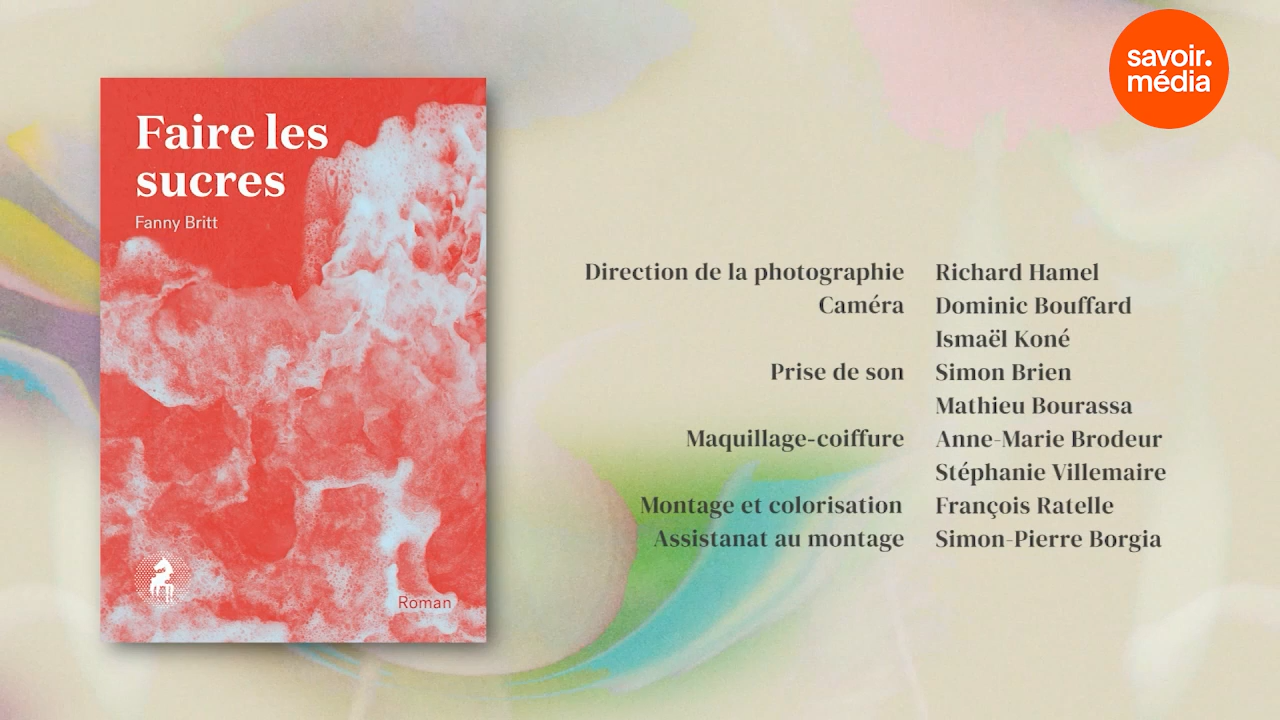 savoir.
média
Faire les
sucres
Fanny Britt
Roman
Direction de la photographie Richard Hamel
Caméra Dominic Bouffard
Ismaël Koné
Prise de son Simon Brien
Mathieu Bourassa
Maquillage-coiffure Anne-Marie Brodeur
Stéphanie Villemaire
Montage et colorisation François Ratelle
Assistanat au montage Simon-Pierre Borgia